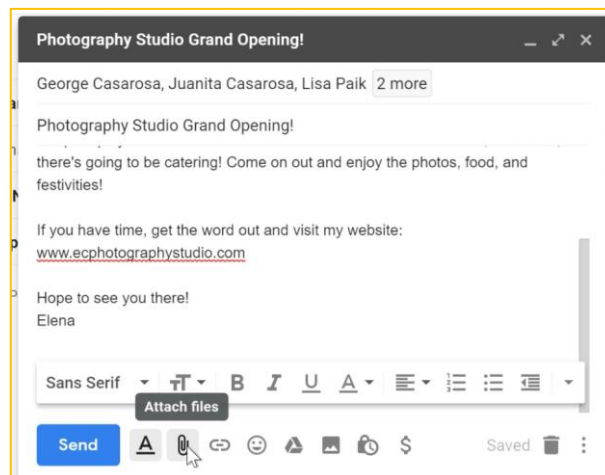 Photography Studio Grand Opening!
George Casarosa, Juanita Casarosa, Lisa Paik 2 more
Photography Studio Grand Opening!
there's going to be catering! Come on out and enjoy the photos, food, and
festivities!
If you have time, get the word out and visit my website:
www.ecphotographystudio.com
Hope to see you there!
Elena
Sans Serif
Attach files
Send
Saved